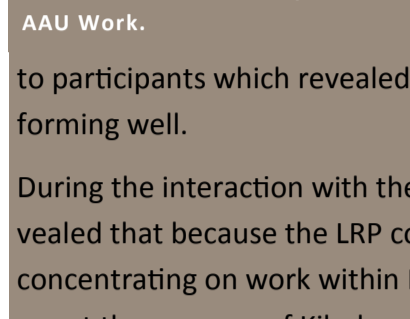 AAU Work.
to participants which revealed
forming well.
During the interaction with the
vealed that because the LRP
concentrating on work within